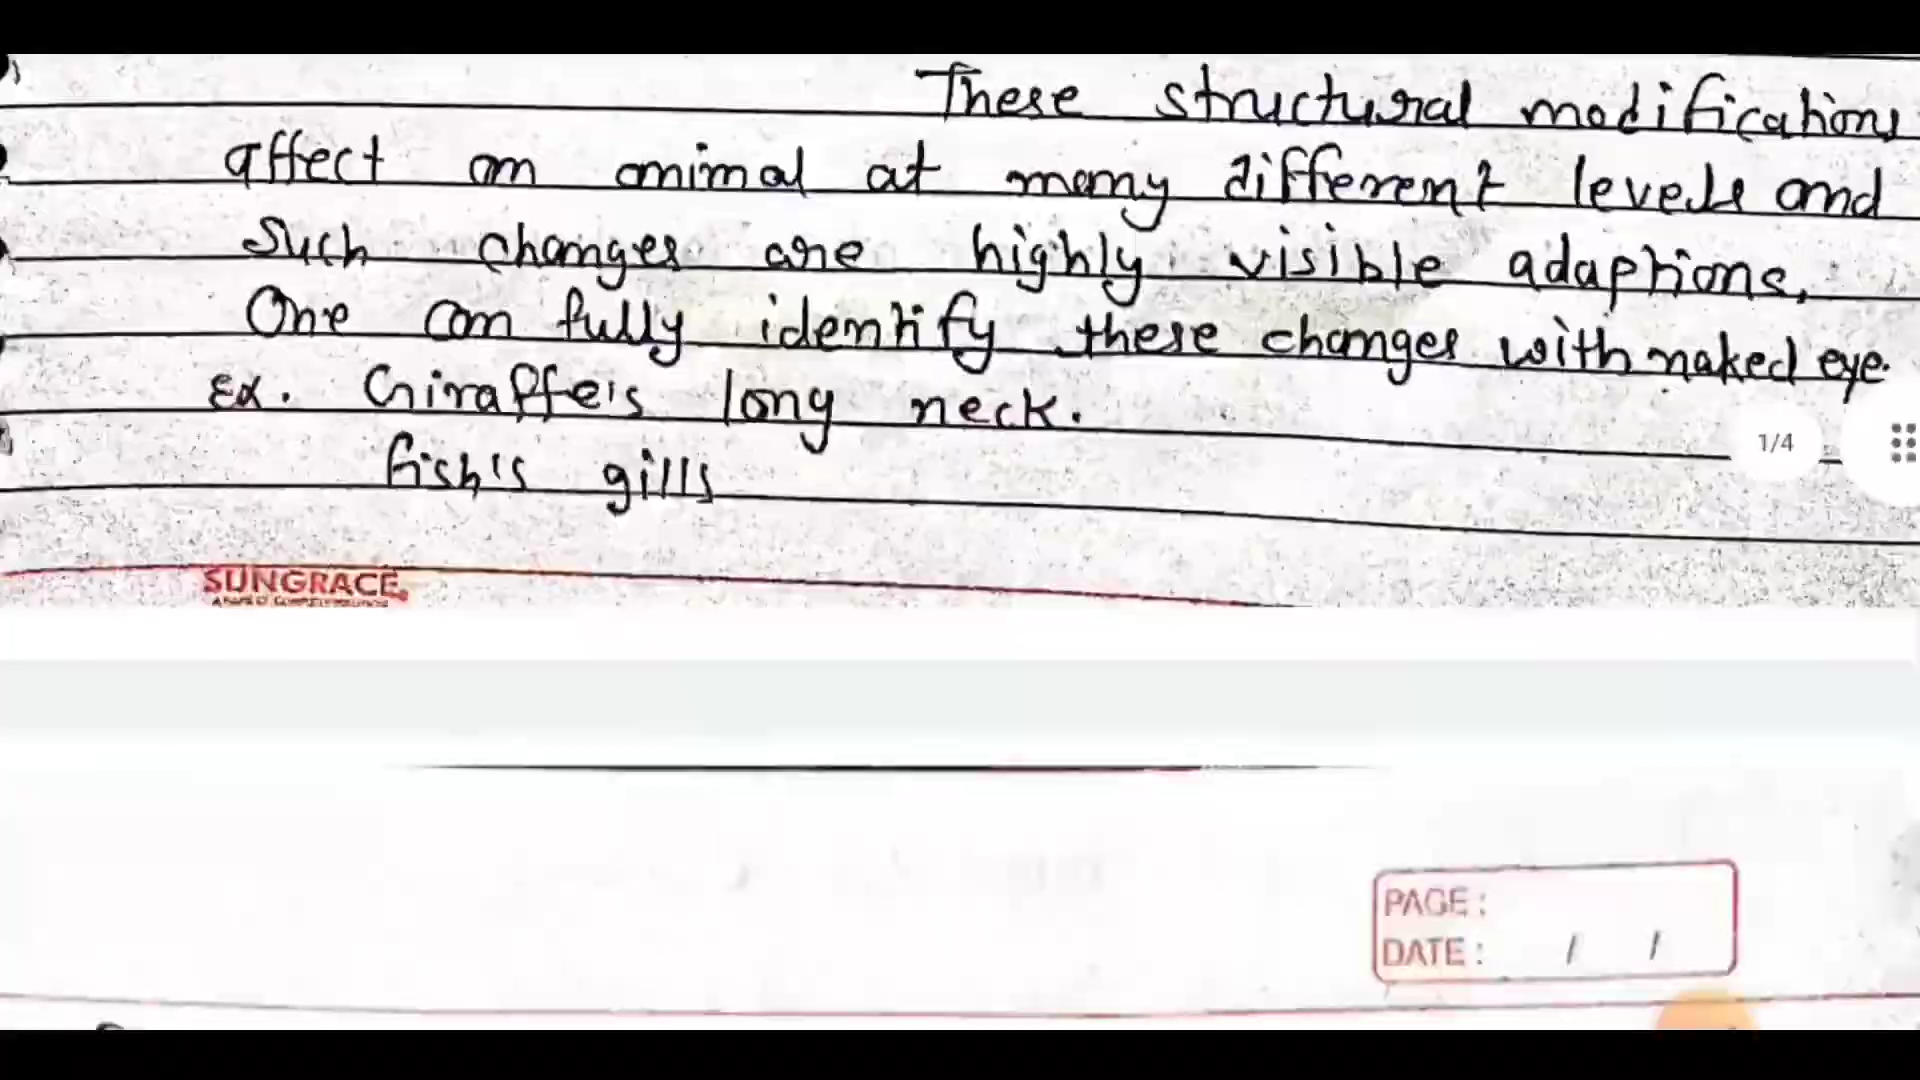 These structural modifications
affect an animal at many different levels and
Such changes are highly visible adaptions,
One can fully identify these changes with naked eye.
Ex. Giraffe's long neck.
1/4
fish's gills
SUNGRACE
PAGE :
DATE : / /